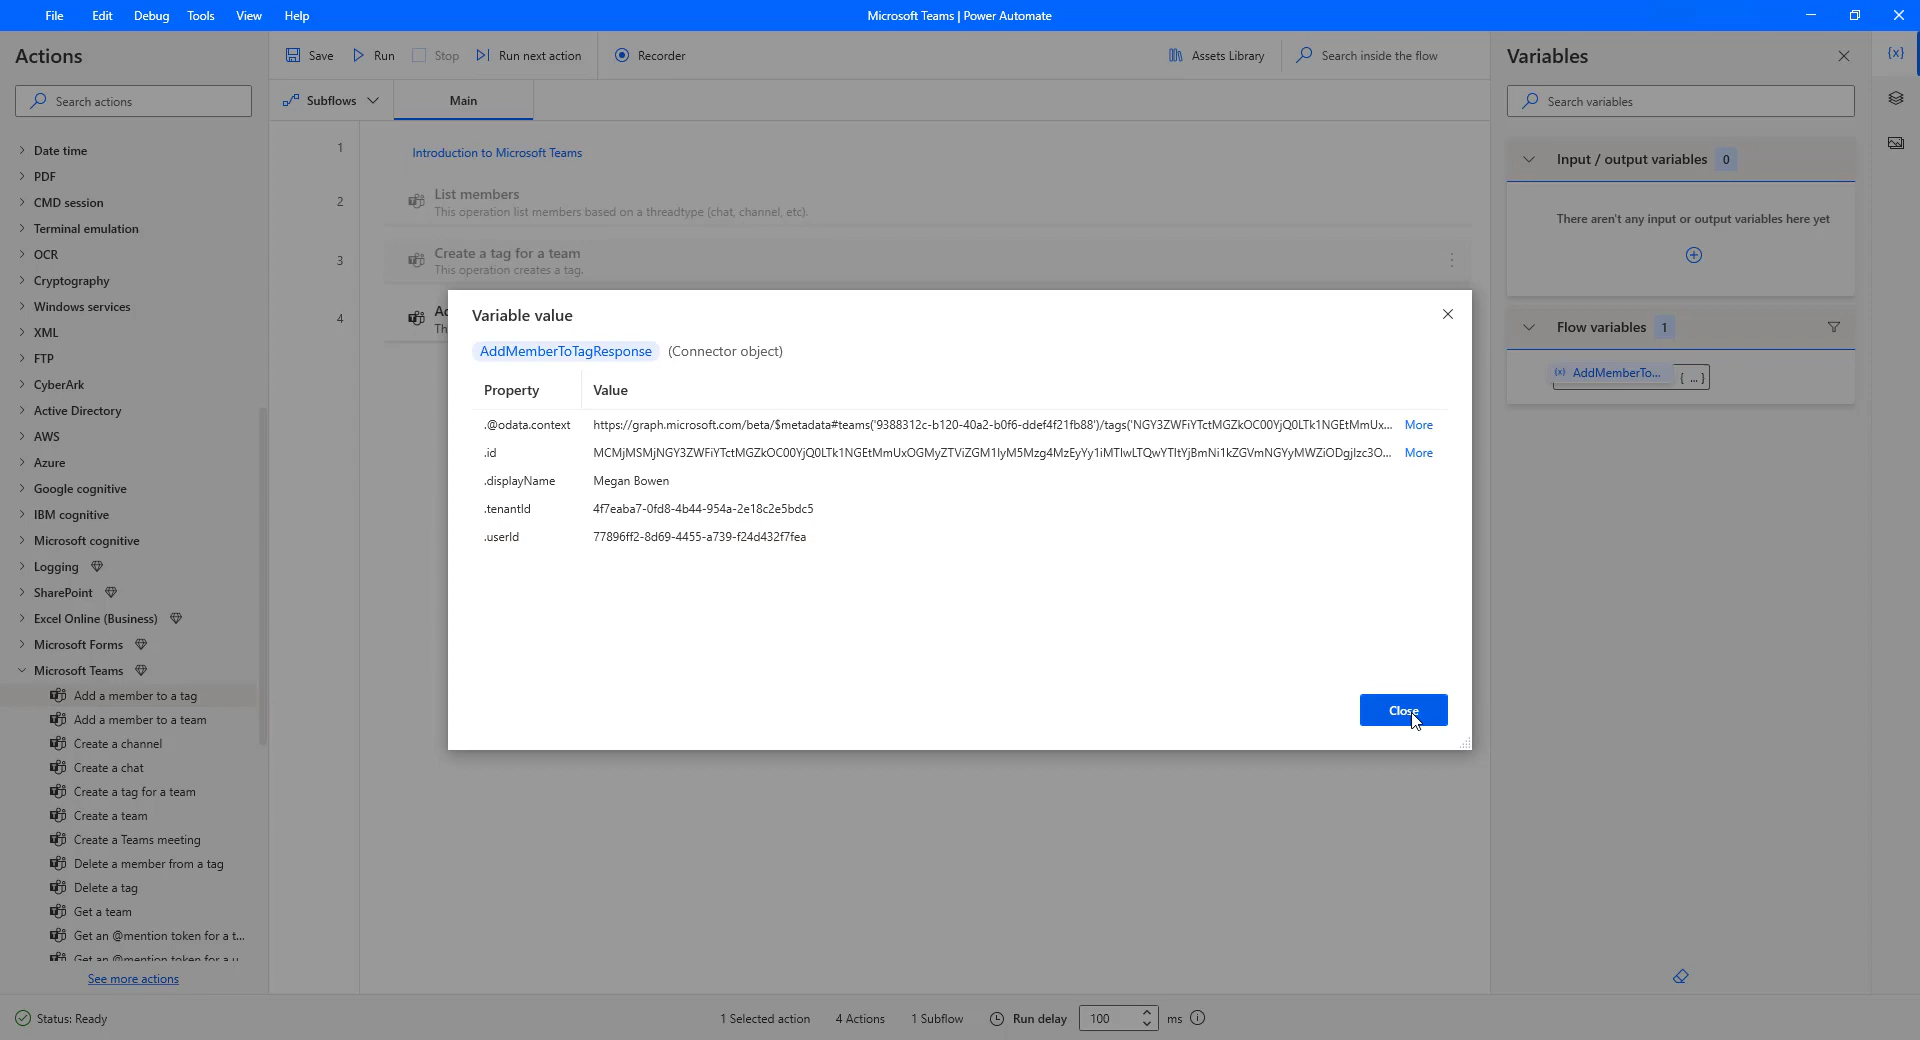 File Edit Debug Tools View Help
Microsoft Teams | Power Automate
Actions
Search actions
Date time
PDF
CMD session
Terminal emulation
OCR
Cryptography
Windows services
XML
FTP
CyberArk
Active Directory
AWS
Azure
Google cognitive
IBM cognitive
Microsoft cognitive
Logging
SharePoint
Excel Online (Business)
Microsoft Forms
Microsoft Teams
Add a member to a tag
Add a member to a team
Create a channel
Create a chat
Create a tag for a team
Create a team
Create a Teams meeting
Delete a member from a tag
Delete a tag
Get a team
Get an @mention token for a t...
Get an @mention token for a u
See more actions
Save Run Stop Run next action Recorder
Assets Library Search inside the flow
Subflows Main
1 Introduction to Microsoft Teams
2 List members
This operation list members based on a threadtype (chat, channel, etc).
3 Create a tag for a team
This operation creates a tag.
4
Variable value
AddMemberToTagResponse (Connector object)
Property Value
.@odata.context https://graph.microsoft.com/beta/$metadata#teams('9388312c-b120-40a2-b0f6-ddef4f21fb88')/tags('NGY3ZWFiYTctMGZkOC00YjQ0LTk1NGEtMmUx... More
.id More
.displayName Megan Bowen
.tenantId 4f7eaba7-0fd8-4b44-954a-2e18c2e5bdc5
.userId 77896ff2-8d69-4455-a739-f24d432f7fea
Close
Variables
{x}
Search variables
Input / output variables 0
There aren't any input or output variables here yet
Flow variables 1
{x} AddMemberTo... { ... }
Status: Ready
1 Selected action 4 Actions 1 Subflow Run delay 100 ms